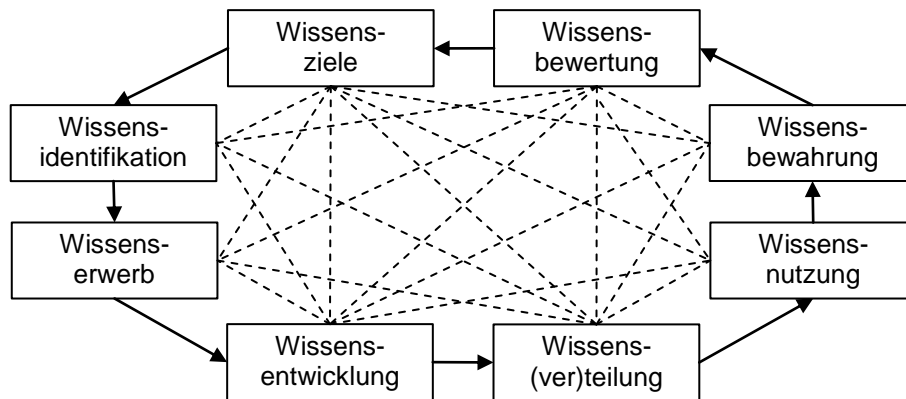 Wissens-
ziele
Wissens-
bewertung
Wissens-
identifikation
Wissens-
bewahrung
Wissens-
erwerb
Wissens-
nutzung
Wissens-
entwicklung
Wissens-
(ver)teilung